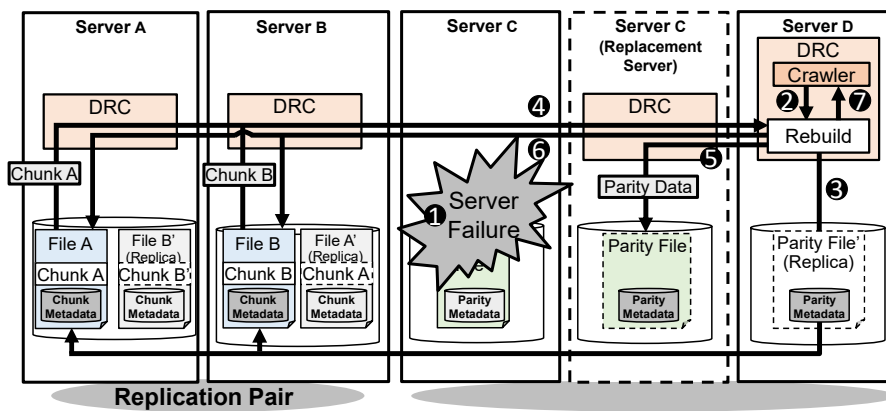 Server A
Server B
Server C
Server C
(Replacement
Server)
Server D
DRC
Crawler
❷
❼
Rebuild
DRC
DRC
❹
DRC
❻
❺
Chunk A
Chunk B
Parity Data
❸
❶
Server
Failure
File A
File B'
(Replica)
Chunk A
Chunk B'
Chunk
Metadata
Chunk
Metadata
File B
File A'
(Replica)
Chunk B
Chunk A
Chunk
Metadata
Chunk
Metadata
Parity
Metadata
Parity File
Parity
Metadata
Parity File'
(Replica)
Parity
Metadata
Replication Pair